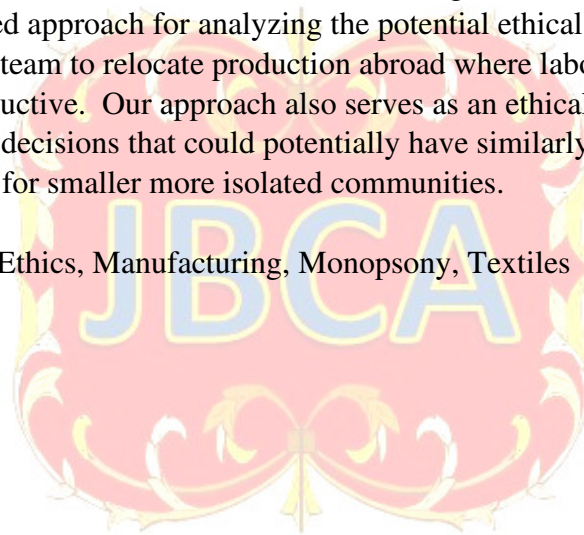 ed approach for analyzing the potential ethical
team to relocate production abroad where labo
uctive. Our approach also serves as an ethical
decisions that could potentially have similarly
for smaller more isolated communities.
Ethics, Manufacturing, Monopsony, Textiles
JBCA